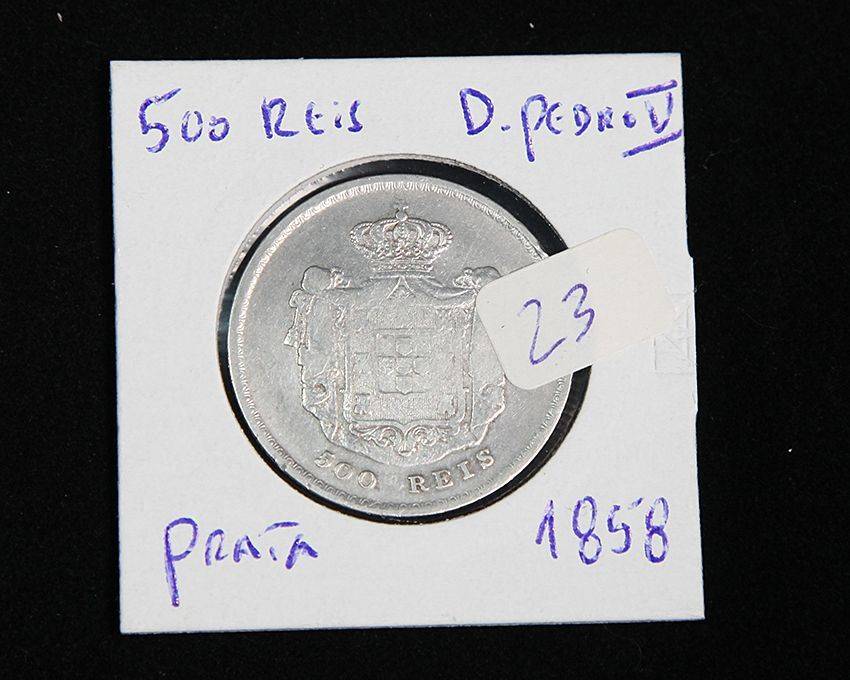 500 REis D. PEDRO V
23
500 REIS
PRATA 1858